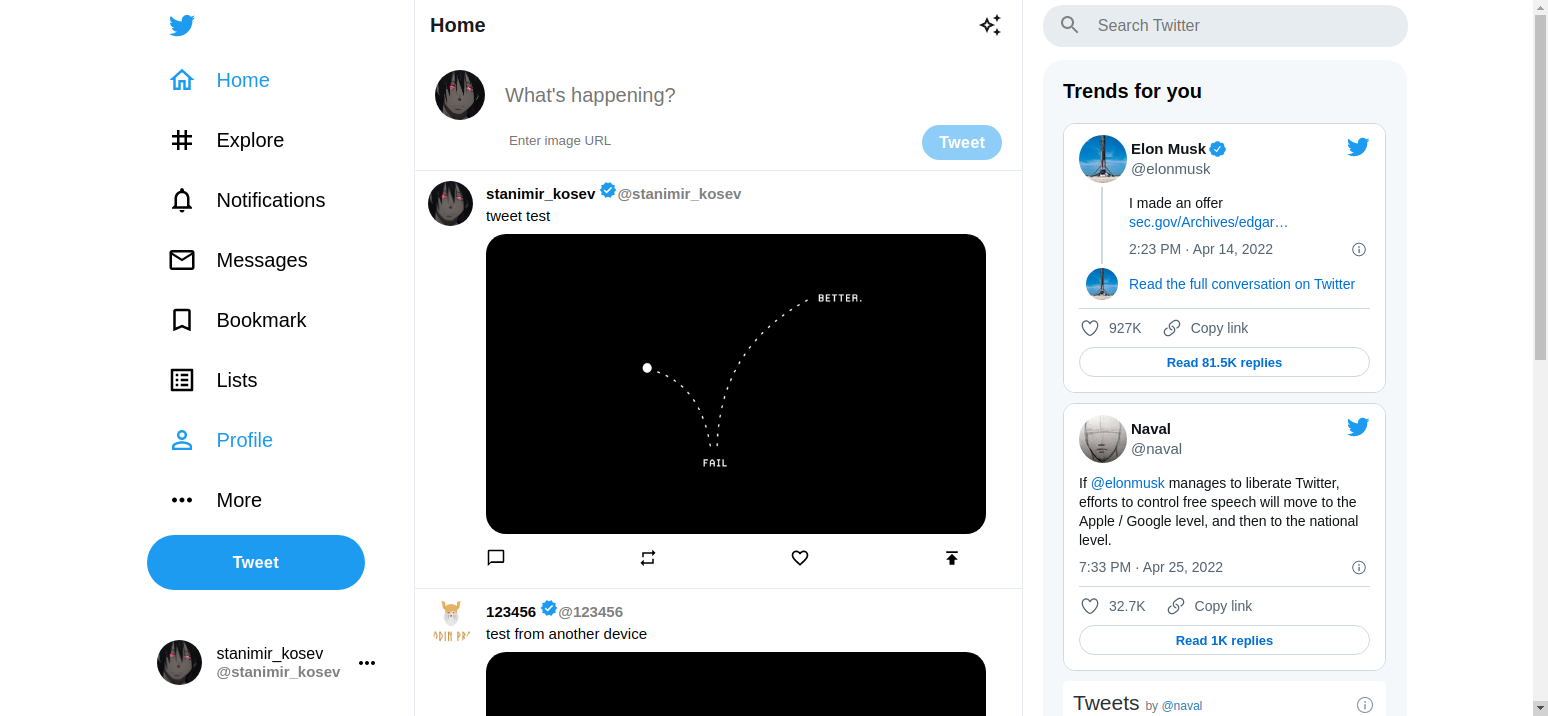 Home
Explore
Notifications
Messages
Bookmark
Lists
Profile
More
Tweet
stanimir_kosev
@stanimir_kosev
Home
What's happening?
Enter image URL
Tweet
stanimir_kosev @stanimir_kosev
tweet test
BETTER.
FAIL
123456 @123456
test from another device
Search Twitter
Trends for you
Elon Musk
@elonmusk
I made an offer
sec.gov/Archives/edgar…
2:23 PM · Apr 14, 2022
Read the full conversation on Twitter
927K Copy link
Read 81.5K replies
Naval
@naval
If @elonmusk manages to liberate Twitter,
efforts to control free speech will move to the
Apple / Google level, and then to the national
level.
7:33 PM · Apr 25, 2022
32.7K Copy link
Read 1K replies
Tweets by @naval